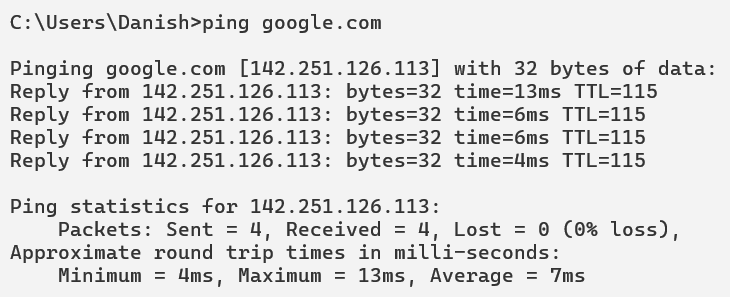 C:\Users\Danish>ping google.com
Pinging google.com [142.251.126.113] with 32 bytes of data:
Reply from 142.251.126.113: bytes=32 time=13ms TTL=115
Reply from 142.251.126.113: bytes=32 time=6ms TTL=115
Reply from 142.251.126.113: bytes=32 time=6ms TTL=115
Reply from 142.251.126.113: bytes=32 time=4ms TTL=115
Ping statistics for 142.251.126.113:
    Packets: Sent = 4, Received = 4, Lost = 0 (0% loss),
Approximate round trip times in milli-seconds:
    Minimum = 4ms, Maximum = 13ms, Average = 7ms